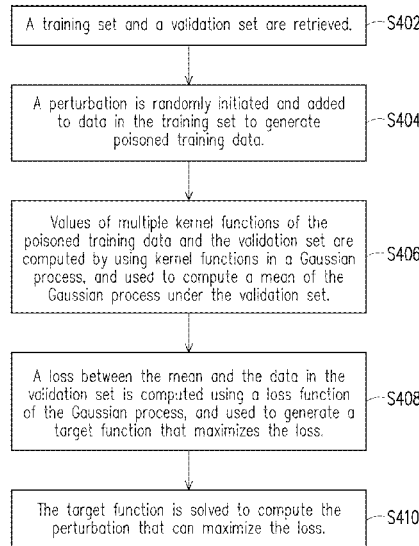 A training set and a validation set are retrieved.
S402
A perturbation is randomly initiated and added
to data in the training set to generate
poisoned training data.
S404
Values of multiple kernel functions of the
poisoned training data and the validation set are
computed by using kernel functions in a Gaussian
process, and used to compute a mean of the
Gaussian process under the validation set.
S406
A loss between the mean and the data in the
validation set is computed using a loss function
of the Gaussian process, and used to generate a
target function that maximizes the loss.
S408
The target function is solved to compute the
perturbation that can maximize the loss.
S410